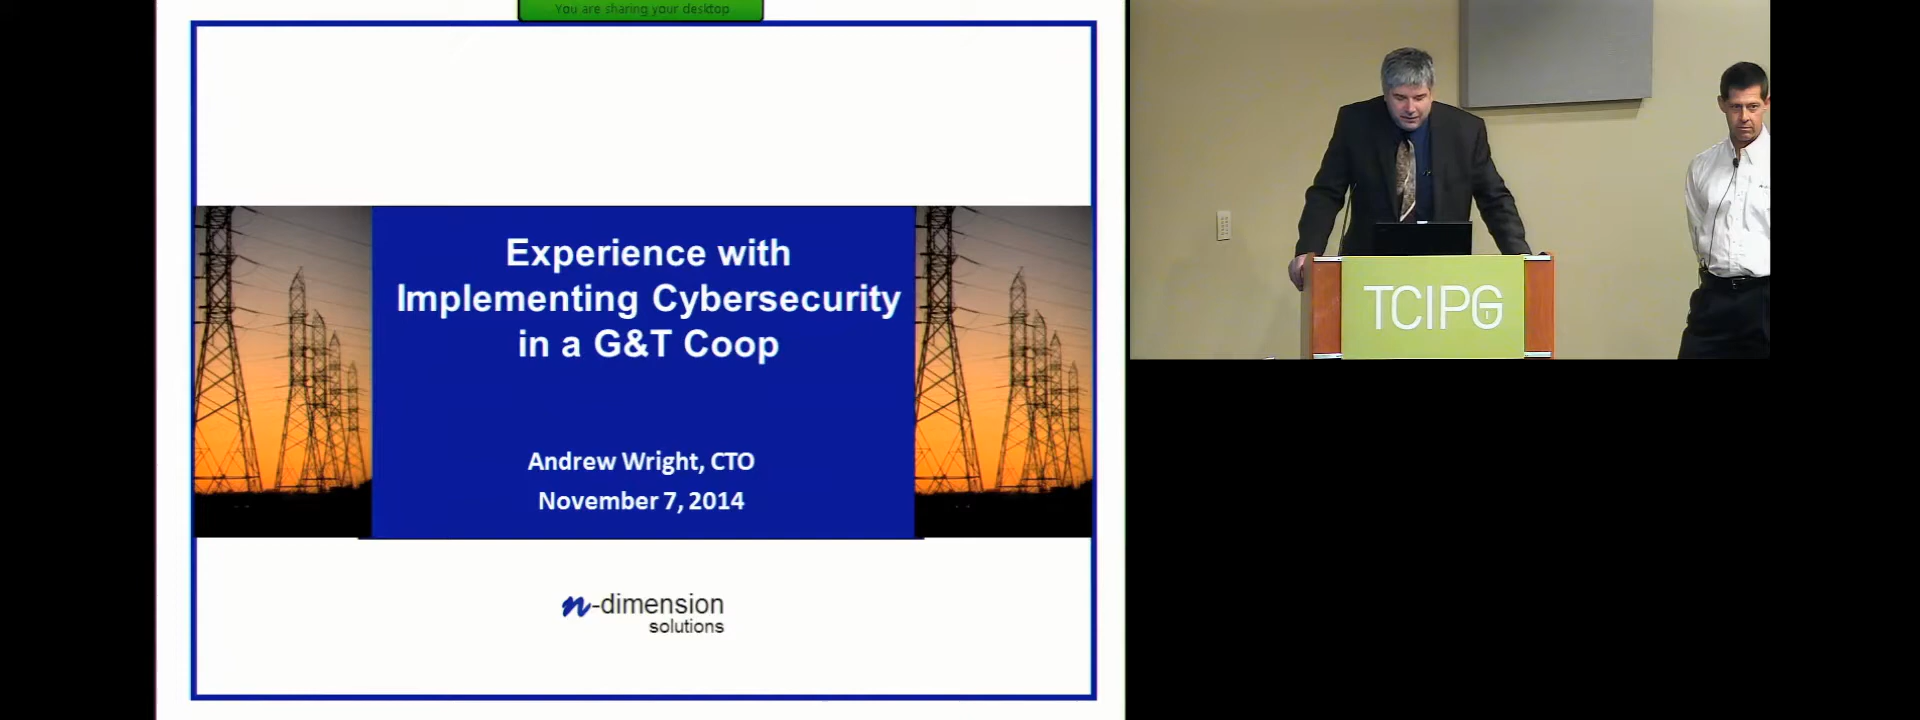 You are sharing your desktop
Experience with
Implementing Cybersecurity
in a G&T Coop
Andrew Wright, CTO
November 7, 2014
n-dimension
solutions
TCIPG